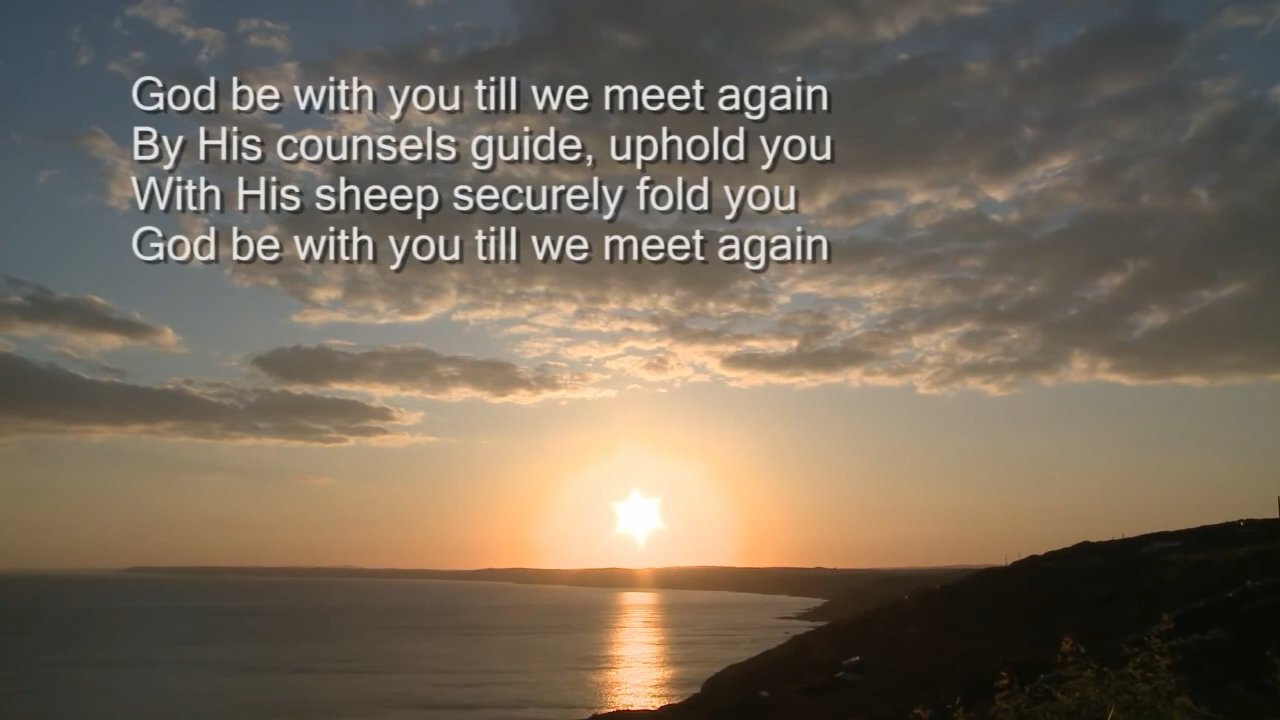 God be with you till we meet again
By His counsels guide, uphold you
With His sheep securely fold you
God be with you till we meet again